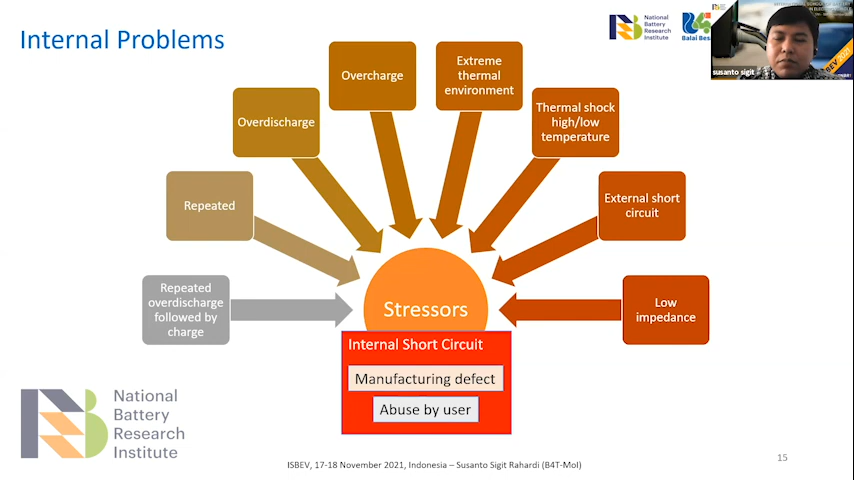 Internal Problems
National
Battery
Research
Institute
Balai Bes
susanto sigit
Overcharge
Extreme
thermal
environment
Overdischarge
Thermal shock
high/low
temperature
Repeated
External short
circuit
Repeated
overdischarge
followed by
charge
Stressors
Low
impedance
Internal Short Circuit
Manufacturing defect
Abuse by user
National
Battery
Research
Institute
ISBEV, 17-18 November 2021, Indonesia – Susanto Sigit Rahardi (B4T-MoI)
15